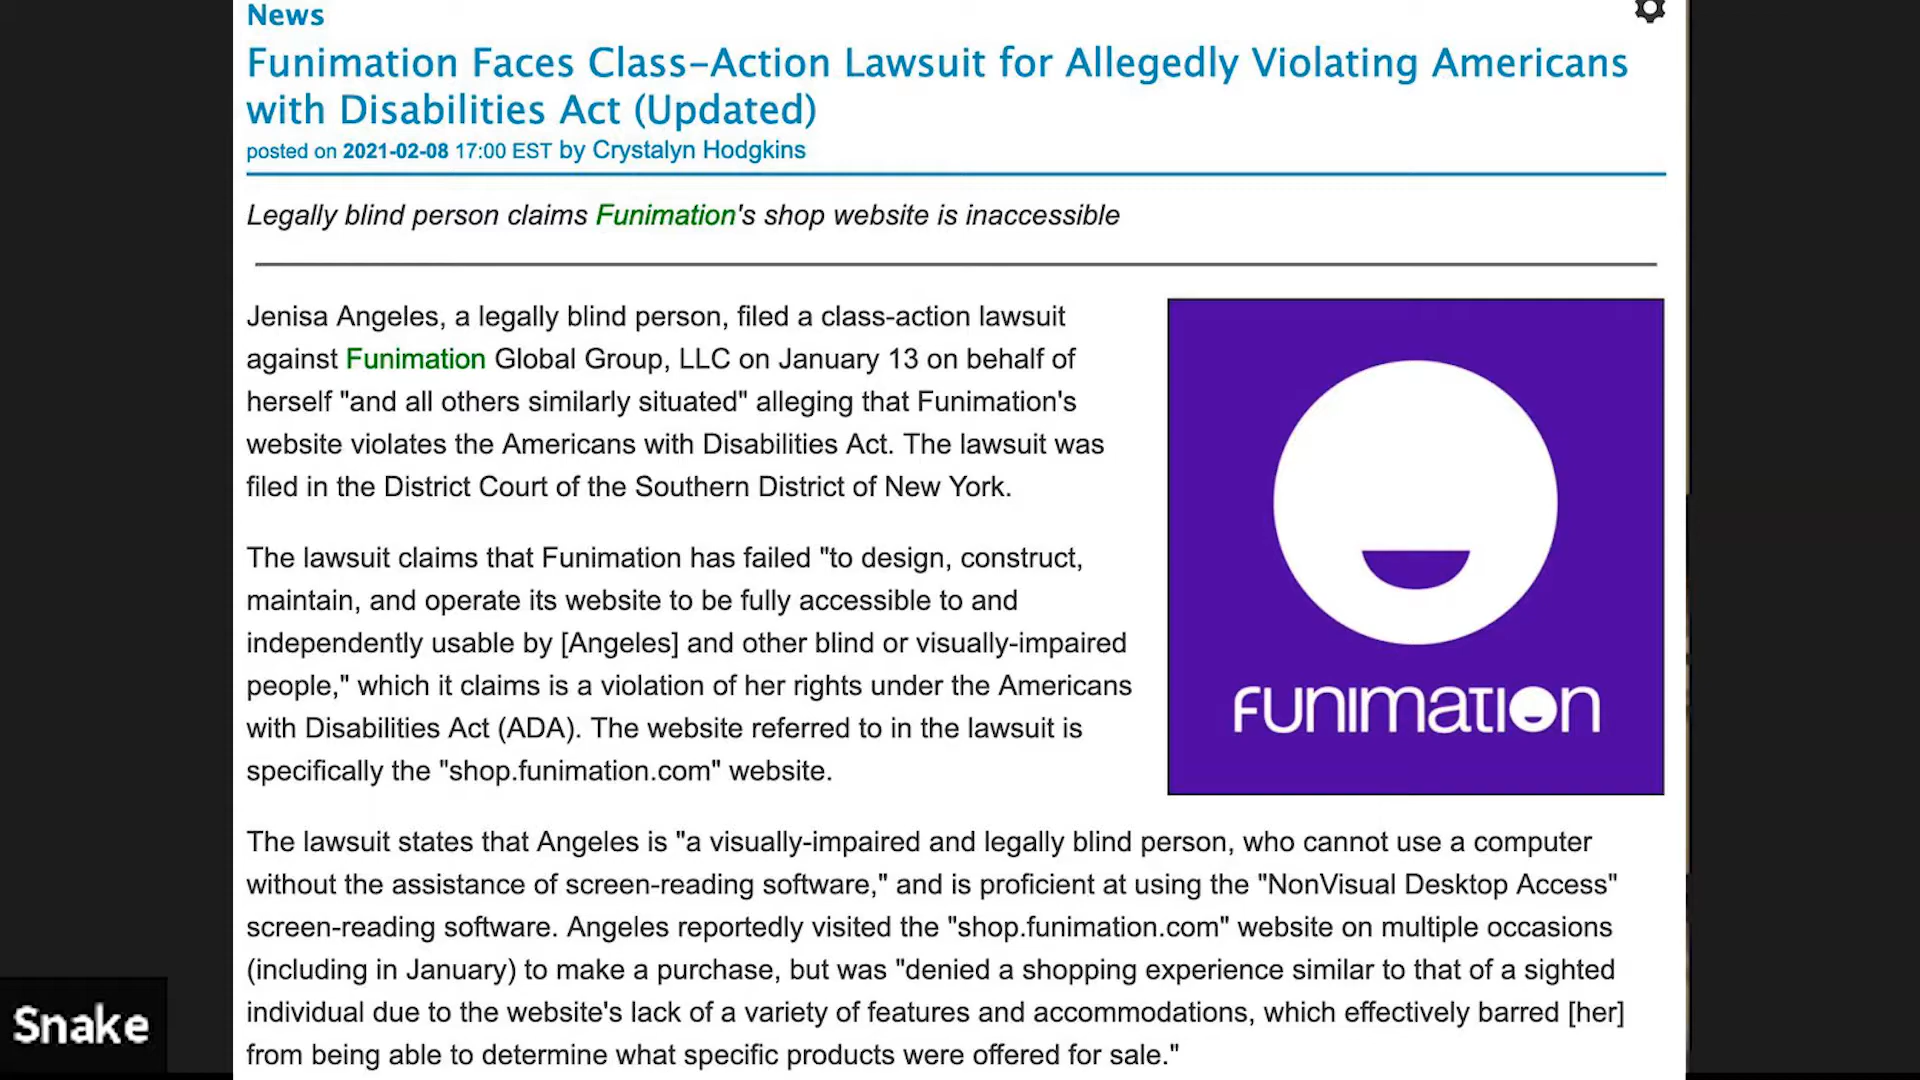 News
Funimation Faces Class-Action Lawsuit for Allegedly Violating Americans
with Disabilities Act (Updated)
posted on 2021-02-08 17:00 EST by Crystalyn Hodgkins
Legally blind person claims Funimation's shop website is inaccessible
Jenisa Angeles, a legally blind person, filed a class-action lawsuit
against Funimation Global Group, LLC on January 13 on behalf of
herself "and all others similarly situated" alleging that Funimation's
website violates the Americans with Disabilities Act. The lawsuit was
filed in the District Court of the Southern District of New York.
The lawsuit claims that Funimation has failed "to design, construct,
maintain, and operate its website to be fully accessible to and
independently usable by [Angeles] and other blind or visually-impaired
people," which it claims is a violation of her rights under the Americans
with Disabilities Act (ADA). The website referred to in the lawsuit is
specifically the "shop.funimation.com" website.
FUNIMATION
The lawsuit states that Angeles is "a visually-impaired and legally blind person, who cannot use a computer
without the assistance of screen-reading software," and is proficient at using the "NonVisual Desktop Access"
screen-reading software. Angeles reportedly visited the "shop.funimation.com" website on multiple occasions
(including in January) to make a purchase, but was "denied a shopping experience similar to that of a sighted
individual due to the website's lack of a variety of features and accommodations, which effectively barred [her]
from being able to determine what specific products were offered for sale."
Snake